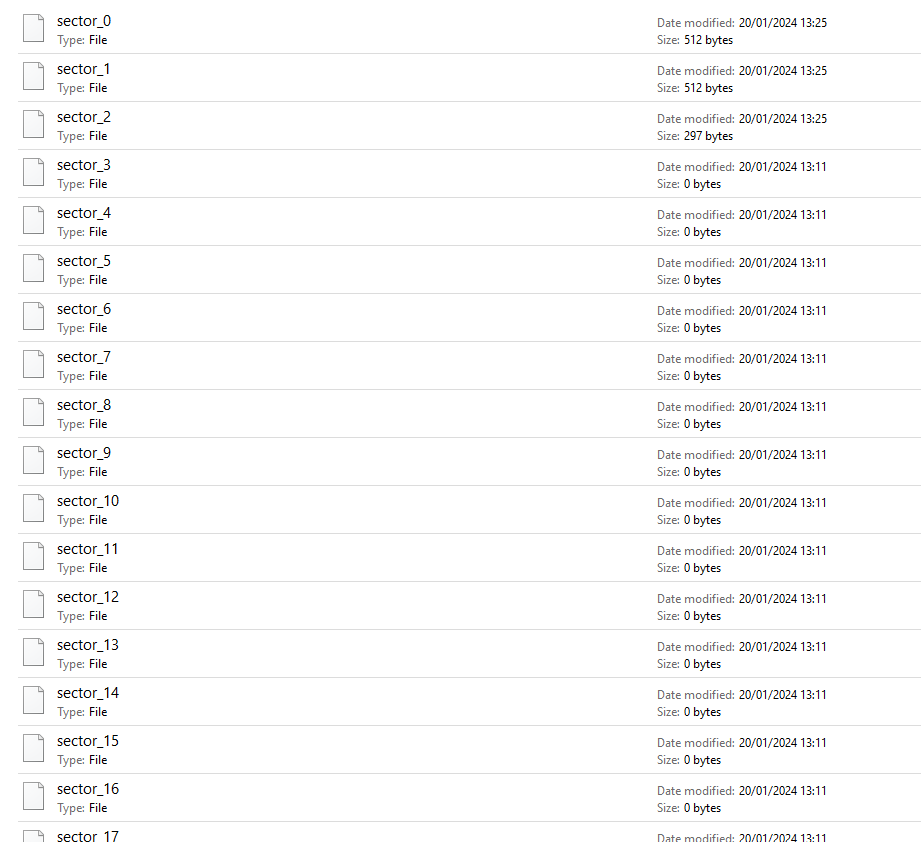 sector_0 Date modified: 20/01/2024 13:25
Type: File Size: 512 bytes
sector_1 Date modified: 20/01/2024 13:25
Type: File Size: 512 bytes
sector_2 Date modified: 20/01/2024 13:25
Type: File Size: 297 bytes
sector_3 Date modified: 20/01/2024 13:11
Type: File Size: 0 bytes
sector_4 Date modified: 20/01/2024 13:11
Type: File Size: 0 bytes
sector_5 Date modified: 20/01/2024 13:11
Type: File Size: 0 bytes
sector_6 Date modified: 20/01/2024 13:11
Type: File Size: 0 bytes
sector_7 Date modified: 20/01/2024 13:11
Type: File Size: 0 bytes
sector_8 Date modified: 20/01/2024 13:11
Type: File Size: 0 bytes
sector_9 Date modified: 20/01/2024 13:11
Type: File Size: 0 bytes
sector_10 Date modified: 20/01/2024 13:11
Type: File Size: 0 bytes
sector_11 Date modified: 20/01/2024 13:11
Type: File Size: 0 bytes
sector_12 Date modified: 20/01/2024 13:11
Type: File Size: 0 bytes
sector_13 Date modified: 20/01/2024 13:11
Type: File Size: 0 bytes
sector_14 Date modified: 20/01/2024 13:11
Type: File Size: 0 bytes
sector_15 Date modified: 20/01/2024 13:11
Type: File Size: 0 bytes
sector_16 Date modified: 20/01/2024 13:11
Type: File Size: 0 bytes
sector_17 Date modified: 20/01/2024 13:11